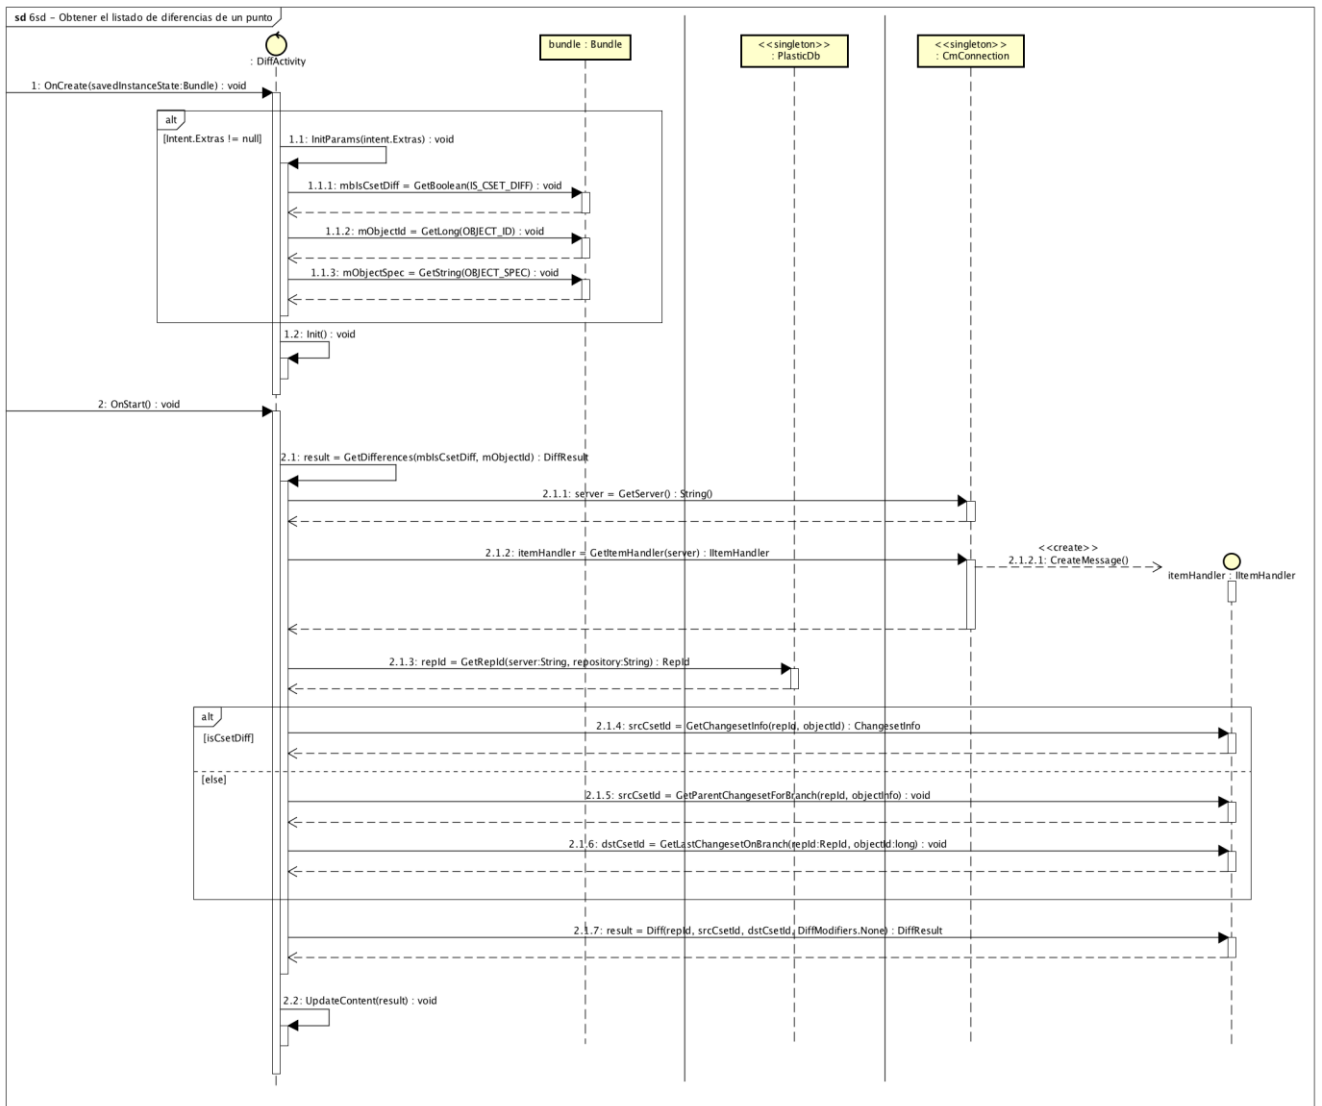 sd 6sd - Obtener el listado de diferencias de un punto
: DiffActivity
bundle : Bundle
<<singleton>>
: PlasticDb
<<singleton>>
: CmConnection
1: OnCreate(savedInstanceState:Bundle) : void
alt
[Intent.Extras != null]
1.1: InitParams(intent.Extras) : void
1.1.1: mbIsCsetDiff = GetBoolean(IS_CSET_DIFF) : void
1.1.2: mObjectId = GetLong(OBJECT_ID) : void
1.1.3: mObjectSpec = GetString(OBJECT_SPEC) : void
1.2: Init() : void
2: OnStart() : void
2.1: result = GetDifferences(mbIsCsetDiff, mObjectId) : DiffResult
2.1.1: server = GetServer() : String()
2.1.2: itemHandler = GetItemHandler(server) : IItemHandler
<<create>>
2.1.2.1: CreateMessage()
itemHandler : IItemHandler
2.1.3: repId = GetRepId(server:String, repository:String) : RepId
alt
[isCsetDiff]
2.1.4: srcCsetId = GetChangesetInfo(repId, objectId) : ChangesetInfo
[else]
2.1.5: srcCsetId = GetParentChangesetForBranch(repId, objectInfo) : void
2.1.6: dstCsetId = GetLastChangesetOnBranch(repId:RepId, objectId:long) : void
2.1.7: result = Diff(repId, srcCsetId, dstCsetId, DiffModifiers.None) : DiffResult
2.2: UpdateContent(result) : void